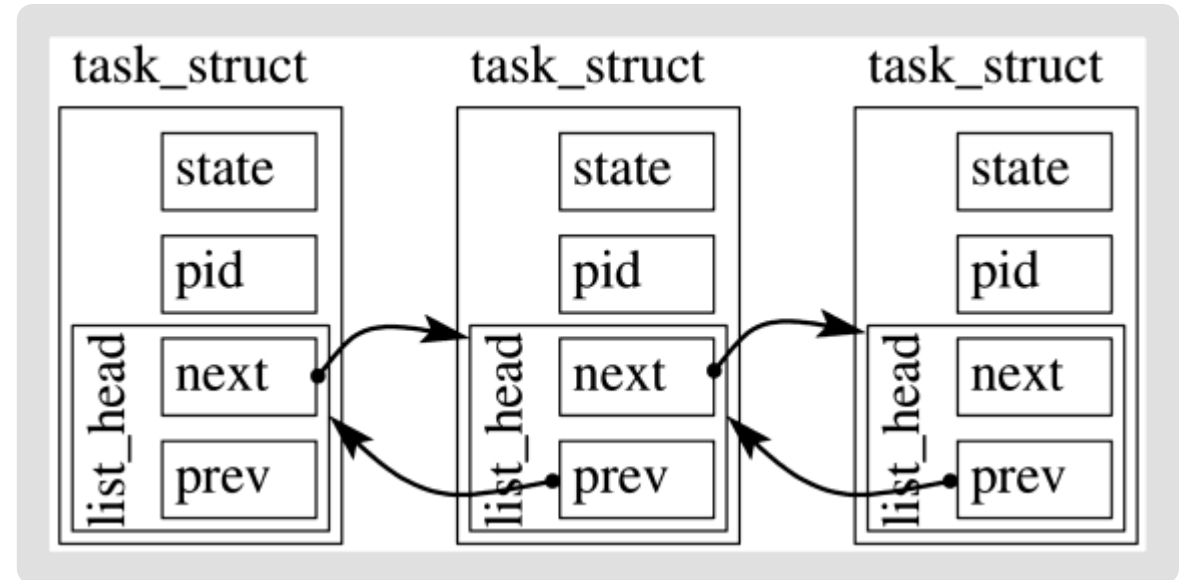 task_struct
state
pid
list_head
next
prev
task_struct
state
pid
list_head
next
prev
task_struct
state
pid
list_head
next
prev